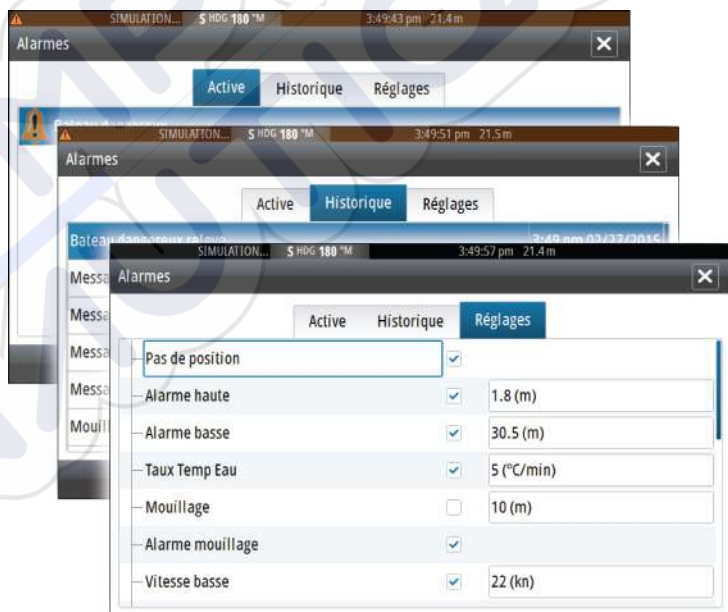 SIMULATION... S HDG 180 °M 3:49:43 pm 21.4 m
Alarmes
Active Historique Réglages
SIMULATION... S HDG 180 °M 3:49:51 pm 21.5 m
Alarmes
Active Historique Réglages
Bateau dangereux relevé 3:49 pm 02/27/2015
Messa
Messa
Messa
Messa
Mouill
SIMULATION... S HDG 180 °M 3:49:57 pm 21.4 m
Alarmes
Active Historique Réglages
Pas de position
Alarme haute 1.8 (m)
Alarme basse 30.5 (m)
Taux Temp Eau 5 (°C/min)
Mouillage 10 (m)
Alarme mouillage
Vitesse basse 22 (kn)